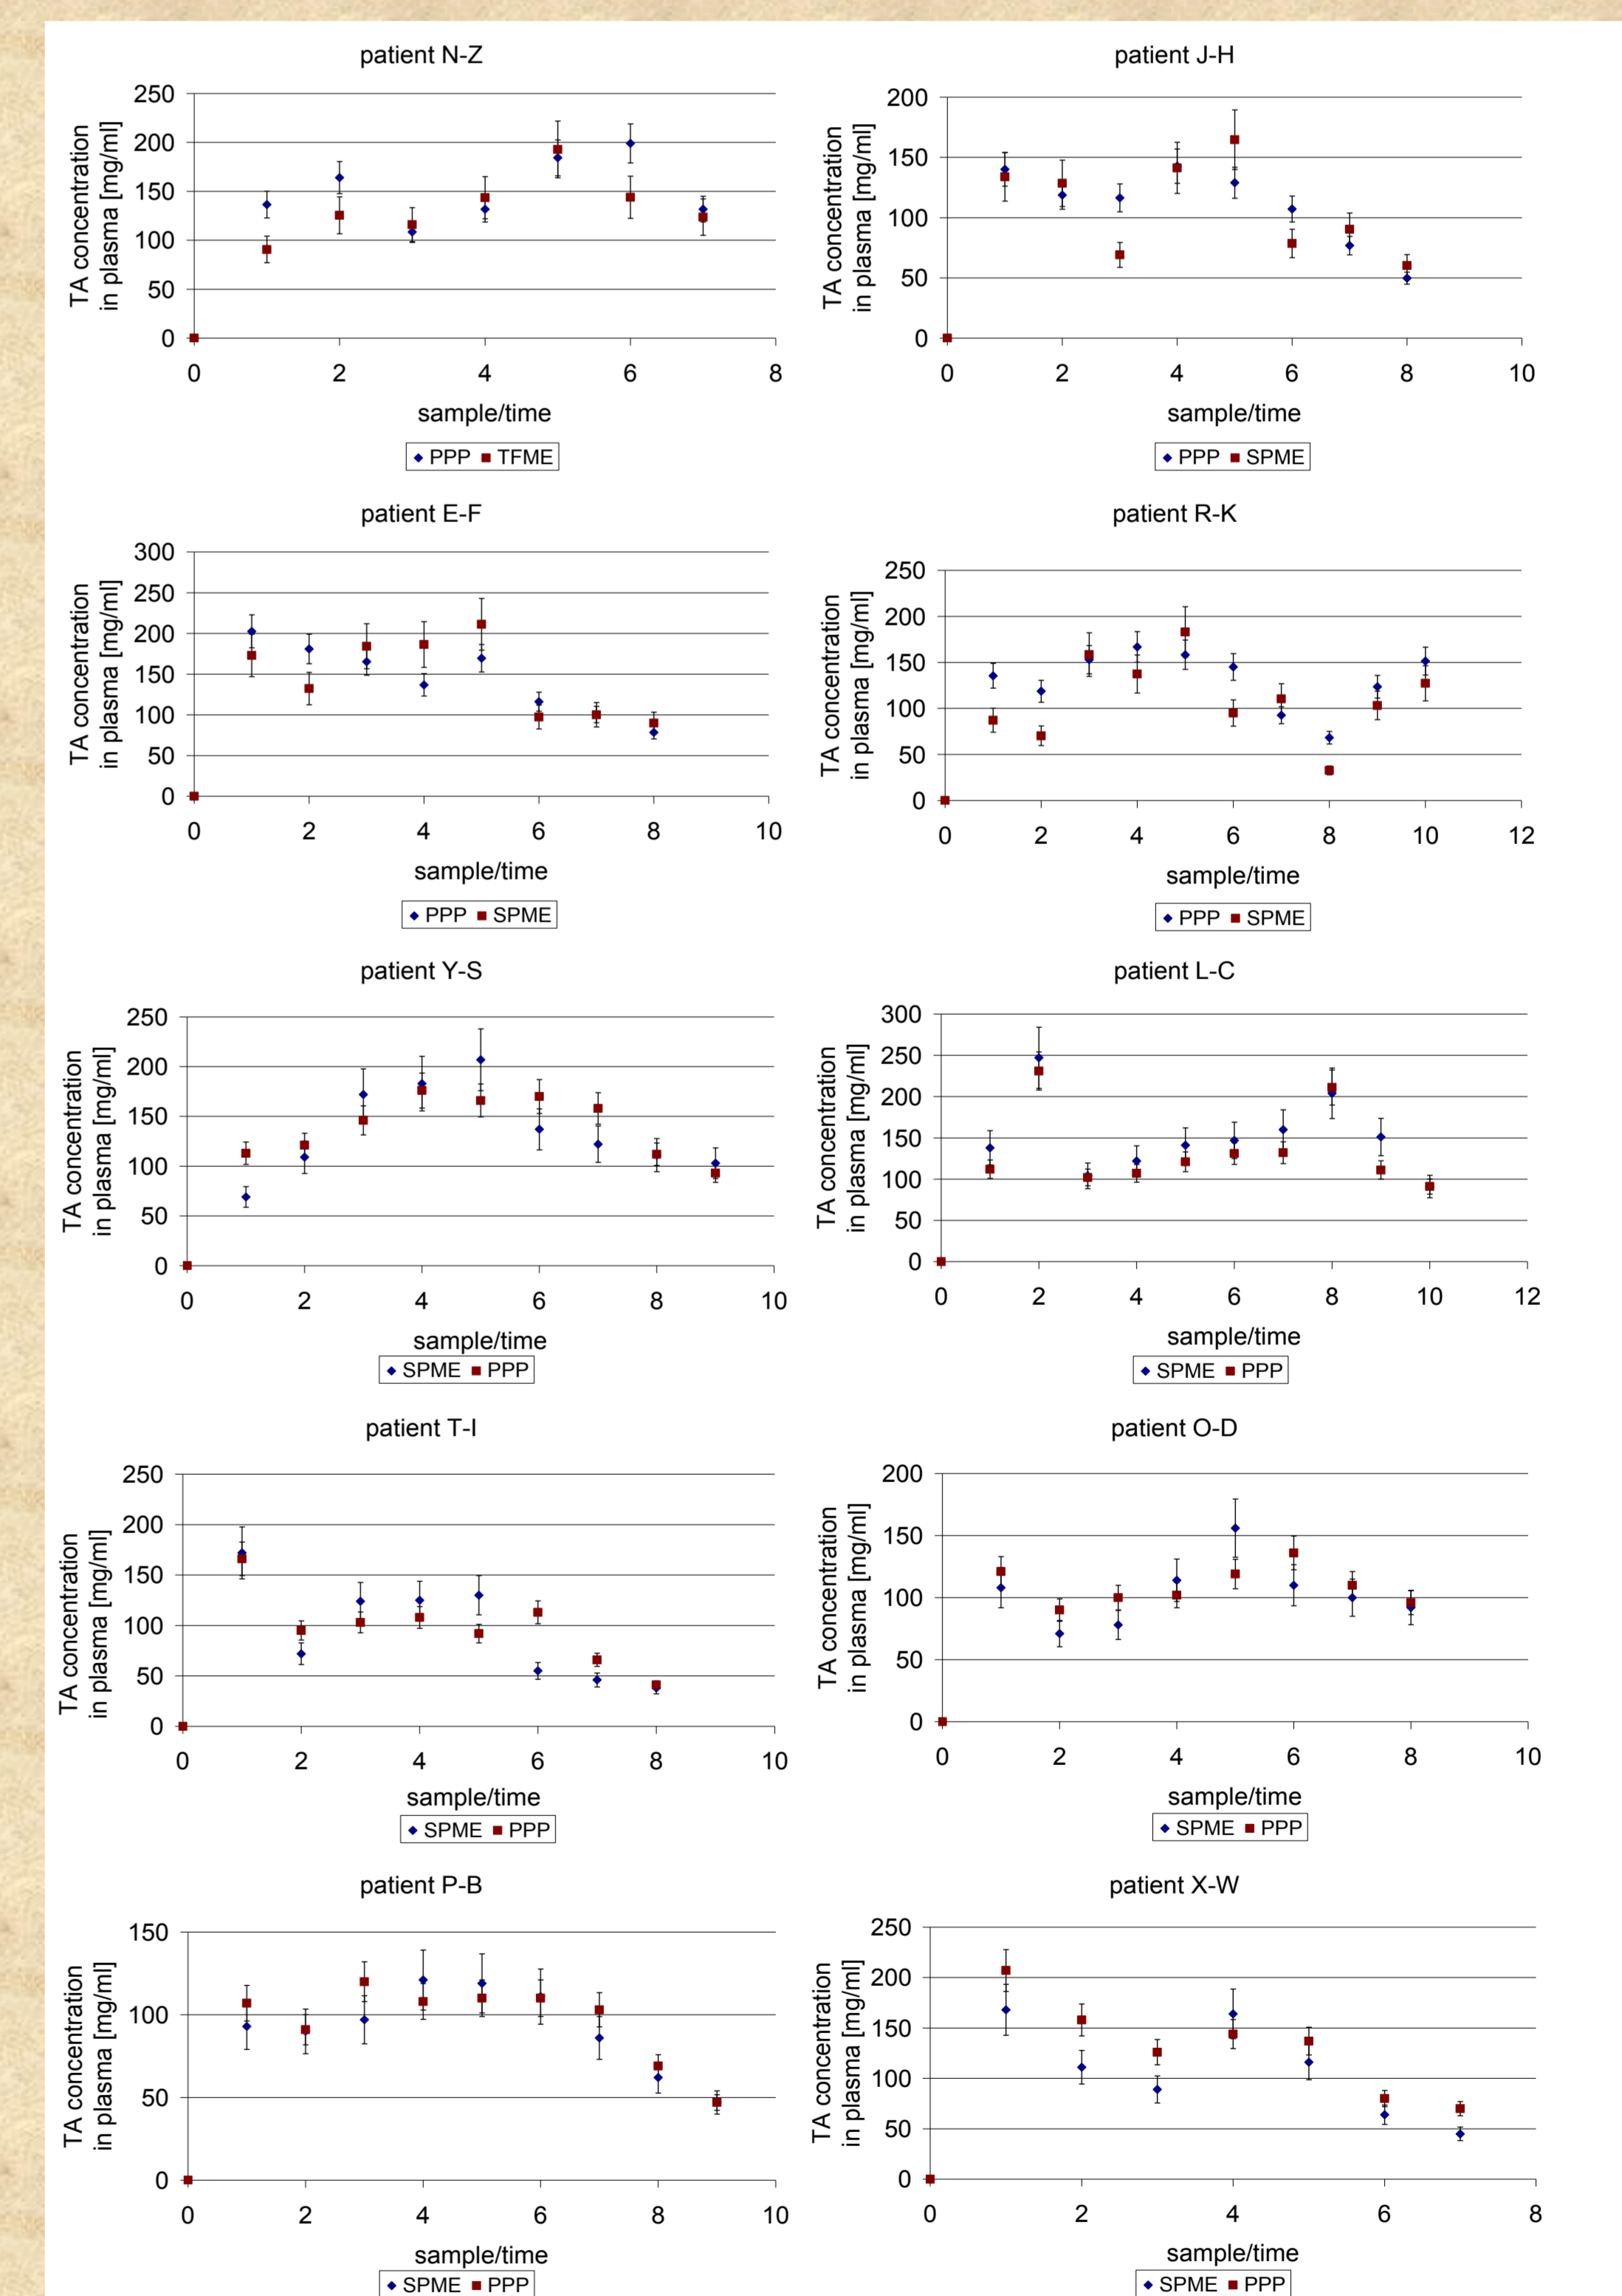 patient N-Z
TA concentration
in plasma [mg/ml]
250
200
150
100
50
0
0 2 4 6 8
sample/time
PPP TFME
patient J-H
TA concentration
in plasma [mg/ml]
200
150
100
50
0
0 2 4 6 8 10
sample/time
PPP SPME
patient E-F
TA concentration
in plasma [mg/ml]
300
250
200
150
100
50
0
0 2 4 6 8 10
sample/time
PPP SPME
patient R-K
TA concentration
in plasma [mg/ml]
250
200
150
100
50
0
0 2 4 6 8 10 12
sample/time
PPP SPME
patient Y-S
TA concentration
in plasma [mg/ml]
250
200
150
100
50
0
0 2 4 6 8 10
sample/time
SPME PPP
patient L-C
TA concentration
in plasma [mg/ml]
300
250
200
150
100
50
0
0 2 4 6 8 10 12
sample/time
SPME PPP
patient T-I
TA concentration
in plasma [mg/ml]
250
200
150
100
50
0
0 2 4 6 8 10
sample/time
SPME PPP
patient O-D
TA concentration
in plasma [mg/ml]
200
150
100
50
0
0 2 4 6 8 10
sample/time
SPME PPP
patient P-B
TA concentration
in plasma [mg/ml]
150
100
50
0
0 2 4 6 8 10
sample/time
SPME PPP
patient X-W
TA concentration
in plasma [mg/ml]
250
200
150
100
50
0
0 2 4 6 8
sample/time
SPME PPP